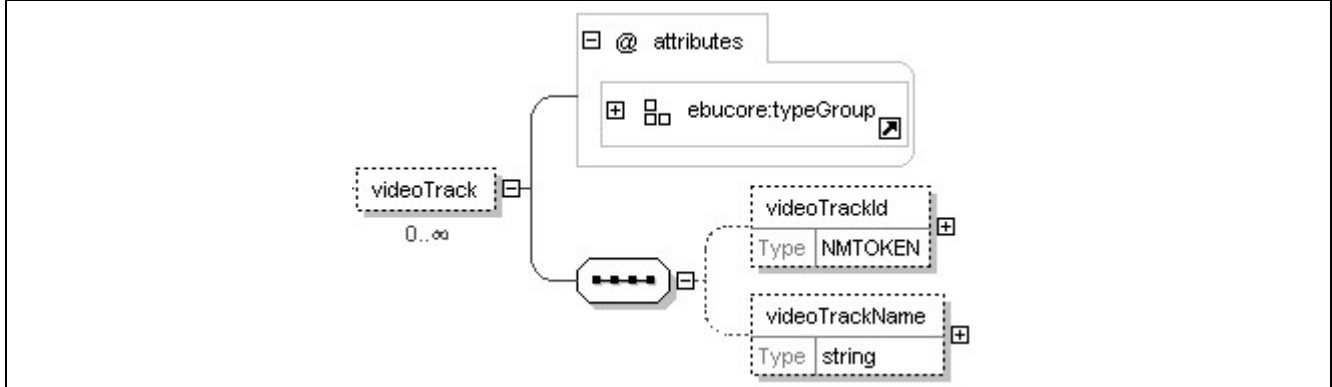 @ attributes
ebucore:typeGroup
videoTrack
0..∞
videoTrackId
Type NMTOKEN
videoTrackName
Type string